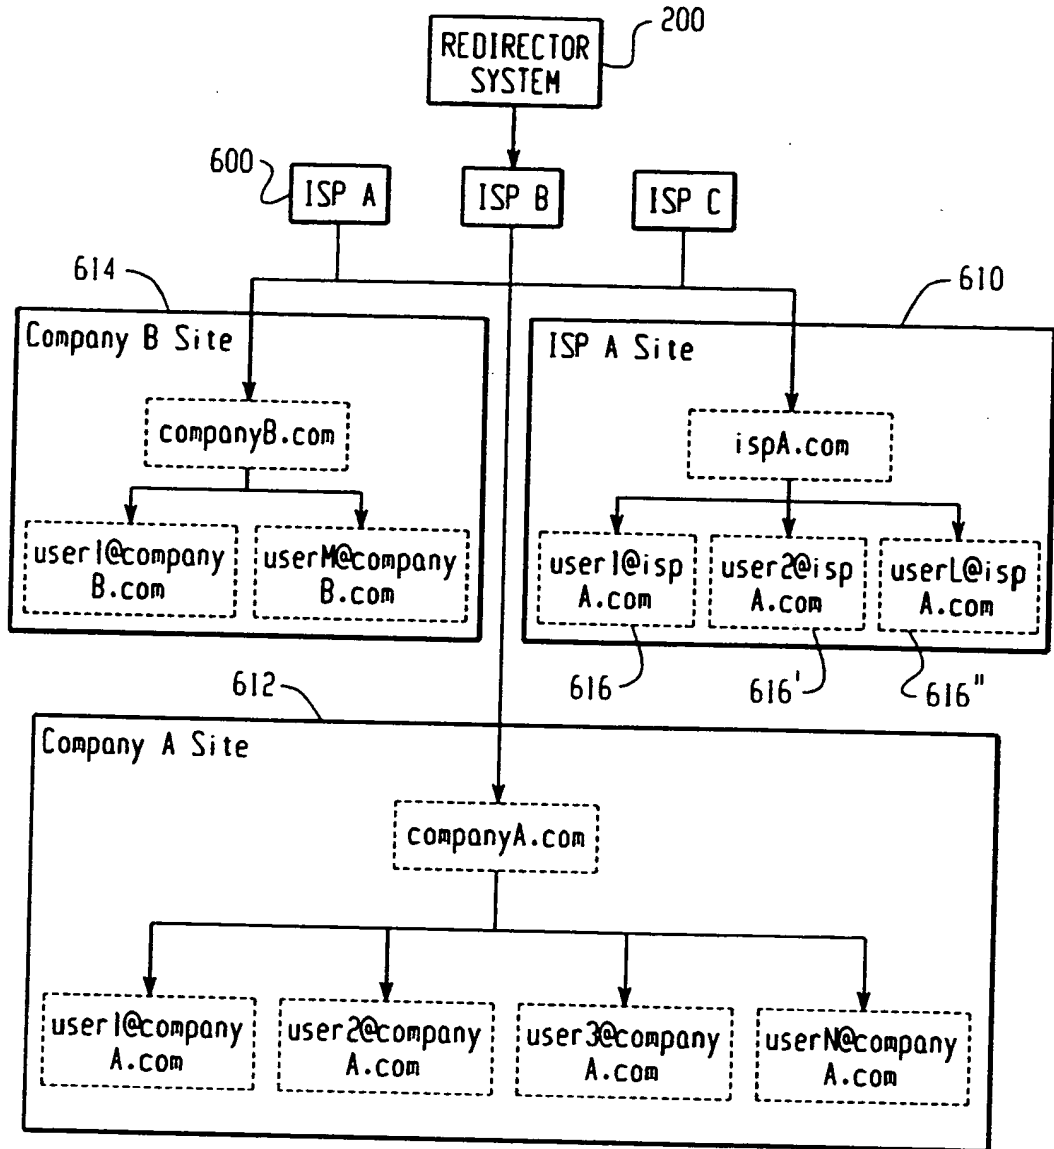 200
REDIRECTOR
SYSTEM
600
ISP A
ISP B
ISP C
614
610
Company B Site
ISP A Site
companyB.com
ispA.com
user1@company
B.com
userM@company
B.com
user1@isp
A.com
user2@isp
A.com
userL@isp
A.com
616
616'
616"
612
Company A Site
companyA.com
user1@company
A.com
user2@company
A.com
user3@company
A.com
userN@company
A.com